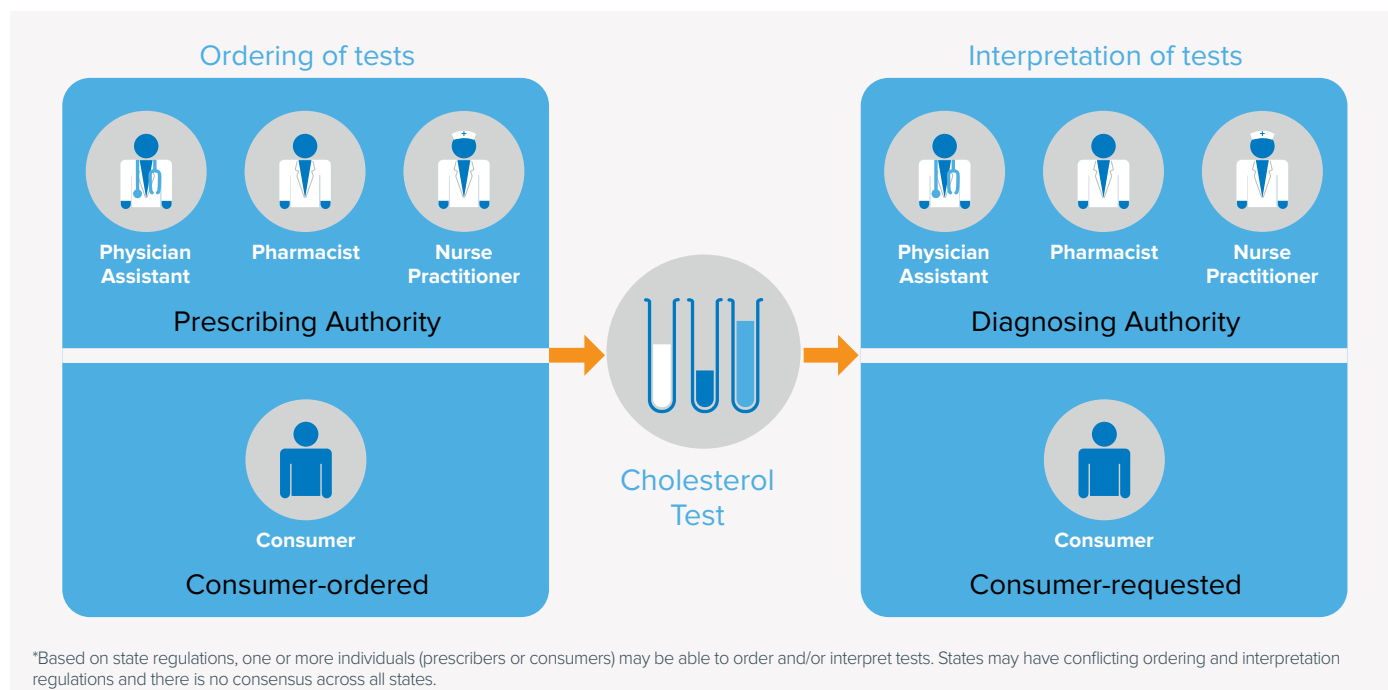 Ordering of tests
Physician
Assistant
Pharmacist
Nurse
Practitioner
Prescribing Authority
Consumer
Consumer-ordered
Cholesterol
Test
Interpretation of tests
Physician
Assistant
Pharmacist
Nurse
Practitioner
Diagnosing Authority
Consumer
Consumer-requested
*Based on state regulations, one or more individuals (prescribers or consumers) may be able to order and/or interpret tests. States may have conflicting ordering and interpretation
regulations and there is no consensus across all states.